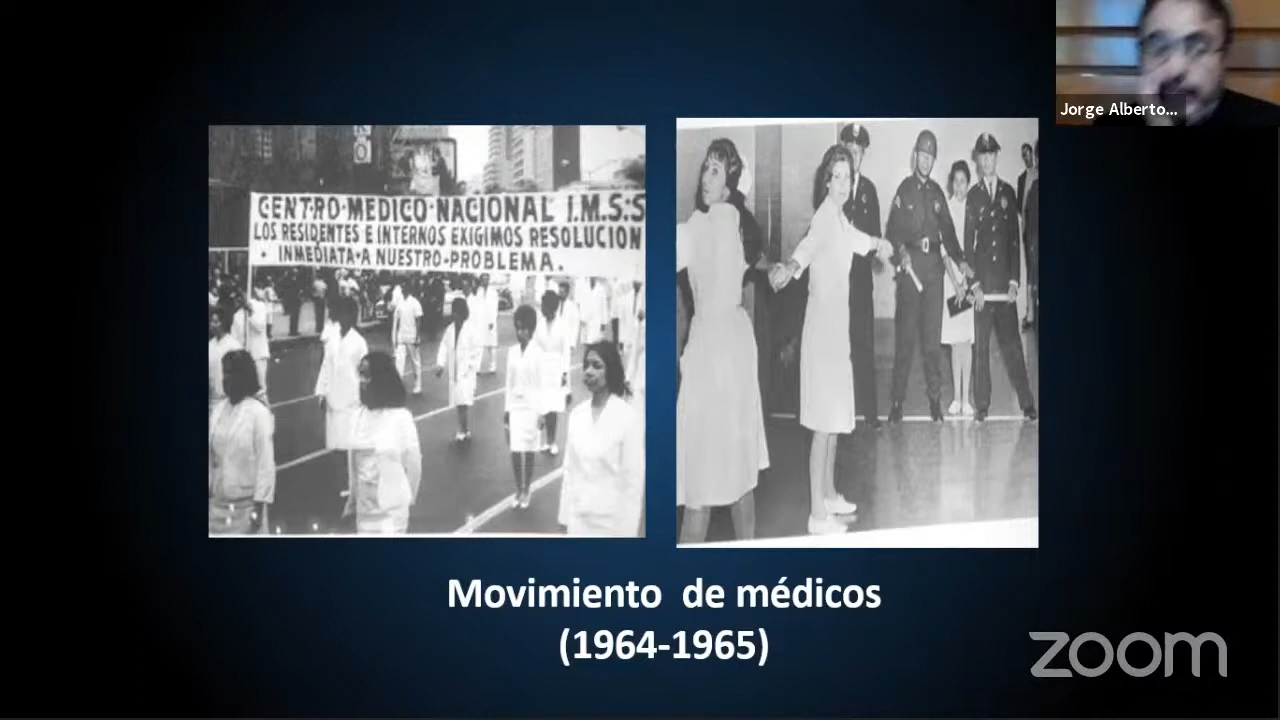 Jorge Alberto...
CENTRO·MEDICO·NACIONAL I.M.S.S
LOS RESIDENTES E INTERNOS EXIGIMOS RESOLUCION
· INMEDIATA·A NUESTRO·PROBLEMA.
Movimiento de médicos
(1964-1965)
zoom